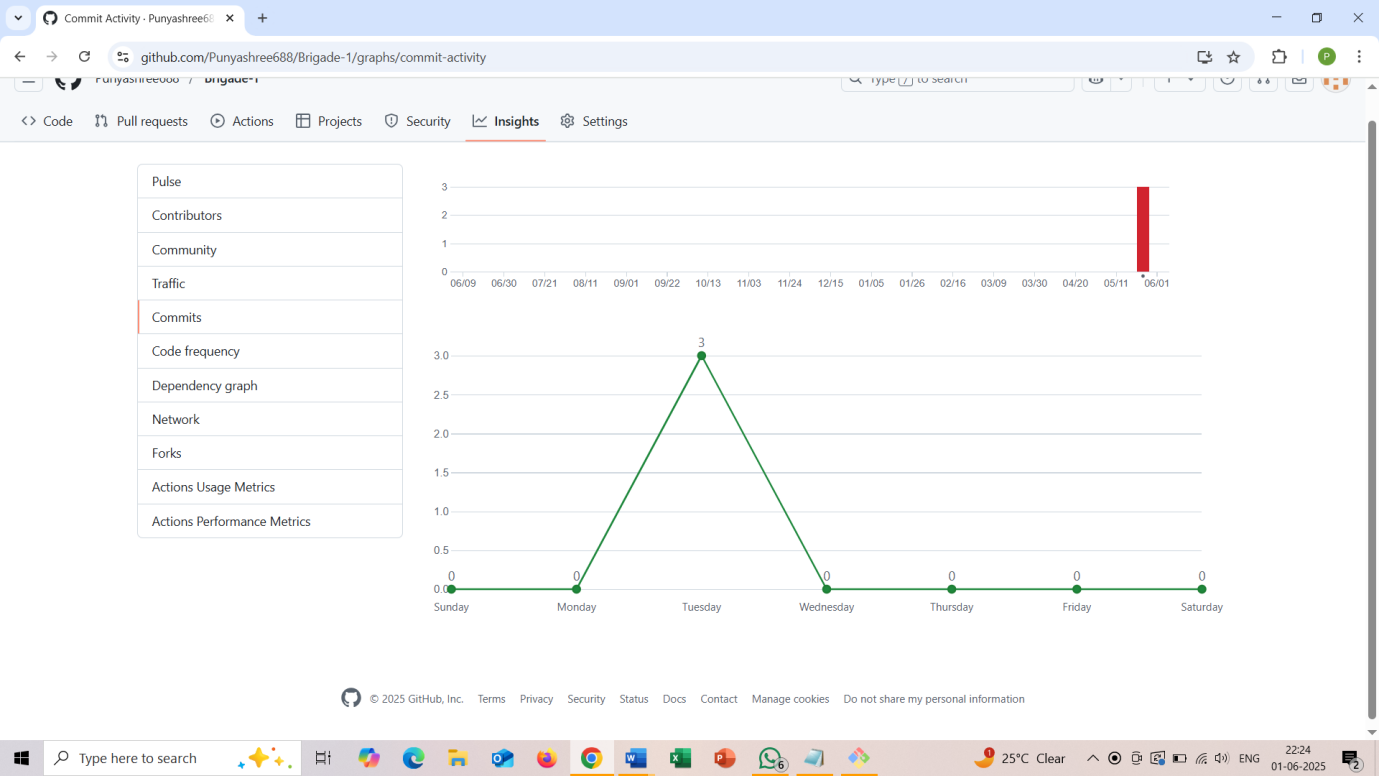 Commit Activity · Punyashree68
github.com/Punyashree688/Brigade-1/graphs/commit-activity
P
Punyashree688 / Brigade-1
Type / to search
Code Pull requests Actions Projects Security Insights Settings
Pulse
Contributors
Community
Traffic
Commits
Code frequency
Dependency graph
Network
Forks
Actions Usage Metrics
Actions Performance Metrics
3
2
1
0
06/09 06/30 07/21 08/11 09/01 09/22 10/13 11/03 11/24 12/15 01/05 01/26 02/16 03/09 03/30 04/20 05/11 06/01
3
3.0
2.5
2.0
1.5
1.0
0.5
0 0 0 0 0 0
0.0
Sunday Monday Tuesday Wednesday Thursday Friday Saturday
© 2025 GitHub, Inc. Terms Privacy Security Status Docs Contact Manage cookies Do not share my personal information
Type here to search
6
1
25°C Clear
ENG
22:24
01-06-2025
2